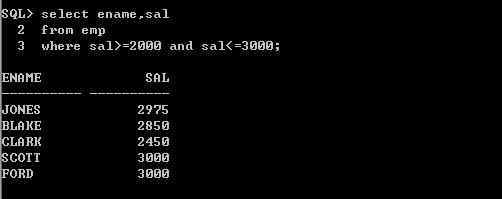 SQL> select ename,sal
  2  from emp
  3  where sal>=2000 and sal<=3000;
ENAME             SAL
---------- ----------
JONES            2975
BLAKE            2850
CLARK            2450
SCOTT            3000
FORD             3000